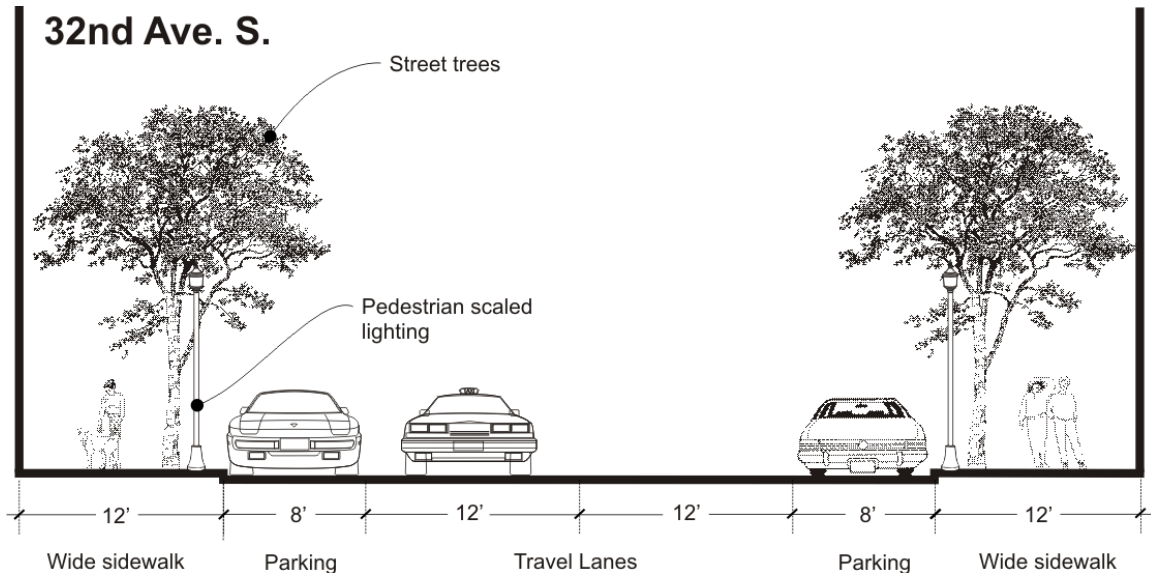 32nd Ave. S.
Street trees
Pedestrian scaled
lighting
12’ 8’ 12’ 12’ 8’ 12’
Wide sidewalk Parking Travel Lanes Parking Wide sidewalk